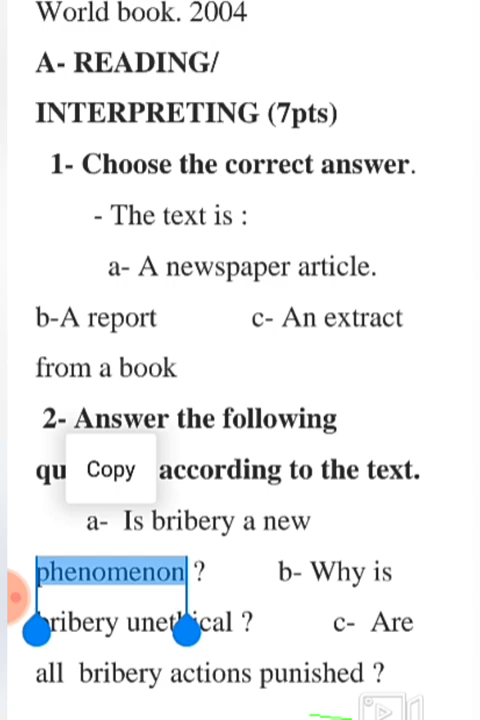 World book. 2004
A- READING/
INTERPRETING (7pts)
1- Choose the correct answer.
- The text is :
a- A newspaper article.
b-A report c- An extract
from a book
2- Answer the following
qu Copy according to the text.
a- Is bribery a new
phenomenon ? b- Why is
bribery unethical ? c- Are
all bribery actions punished ?